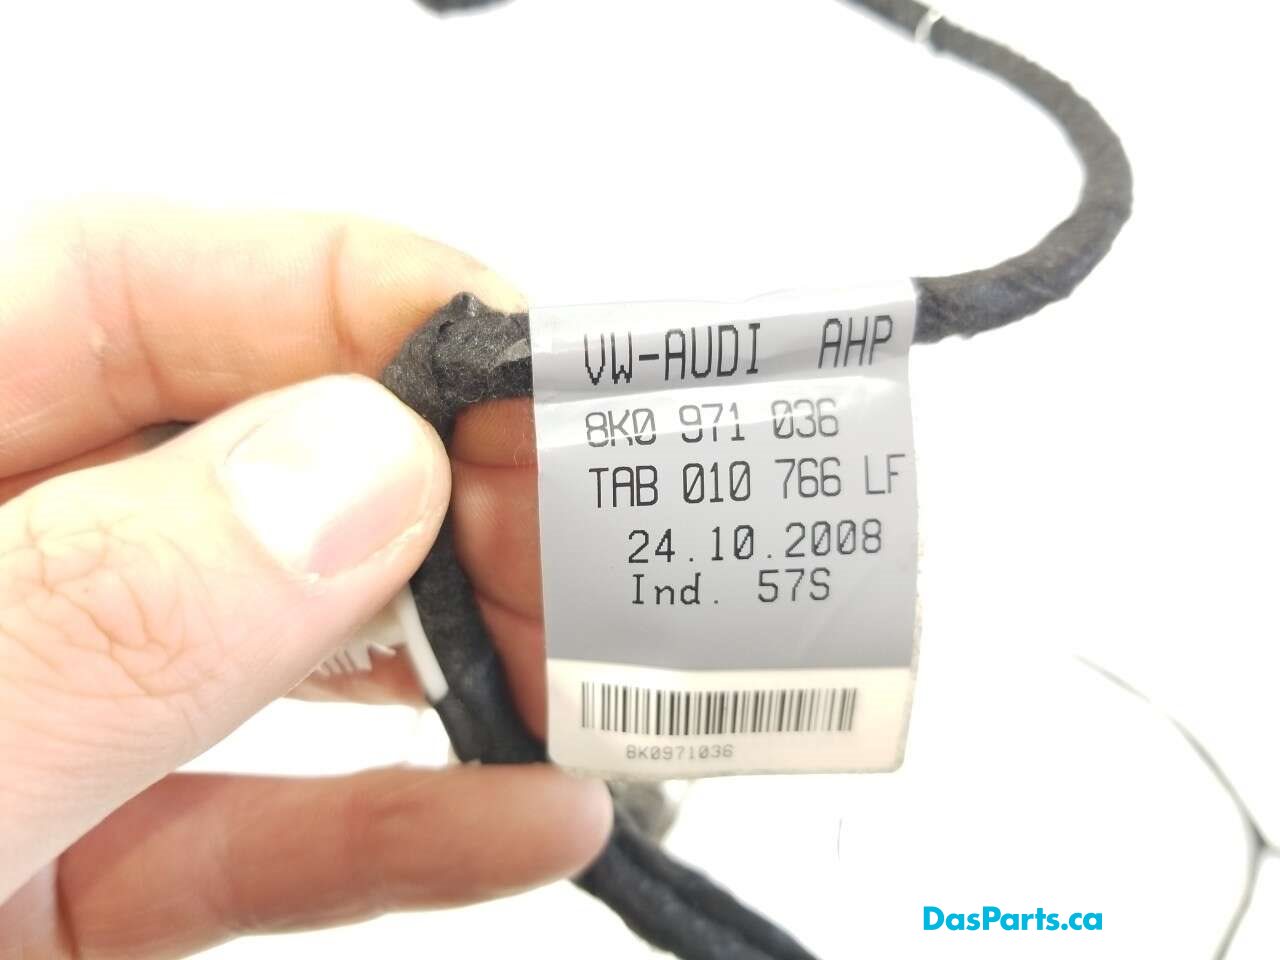 VW-AUDI AHP
8K0 971 036
TAB 010 766 LF
24.10.2008
Ind. 57S
8K0971036
DasParts.ca